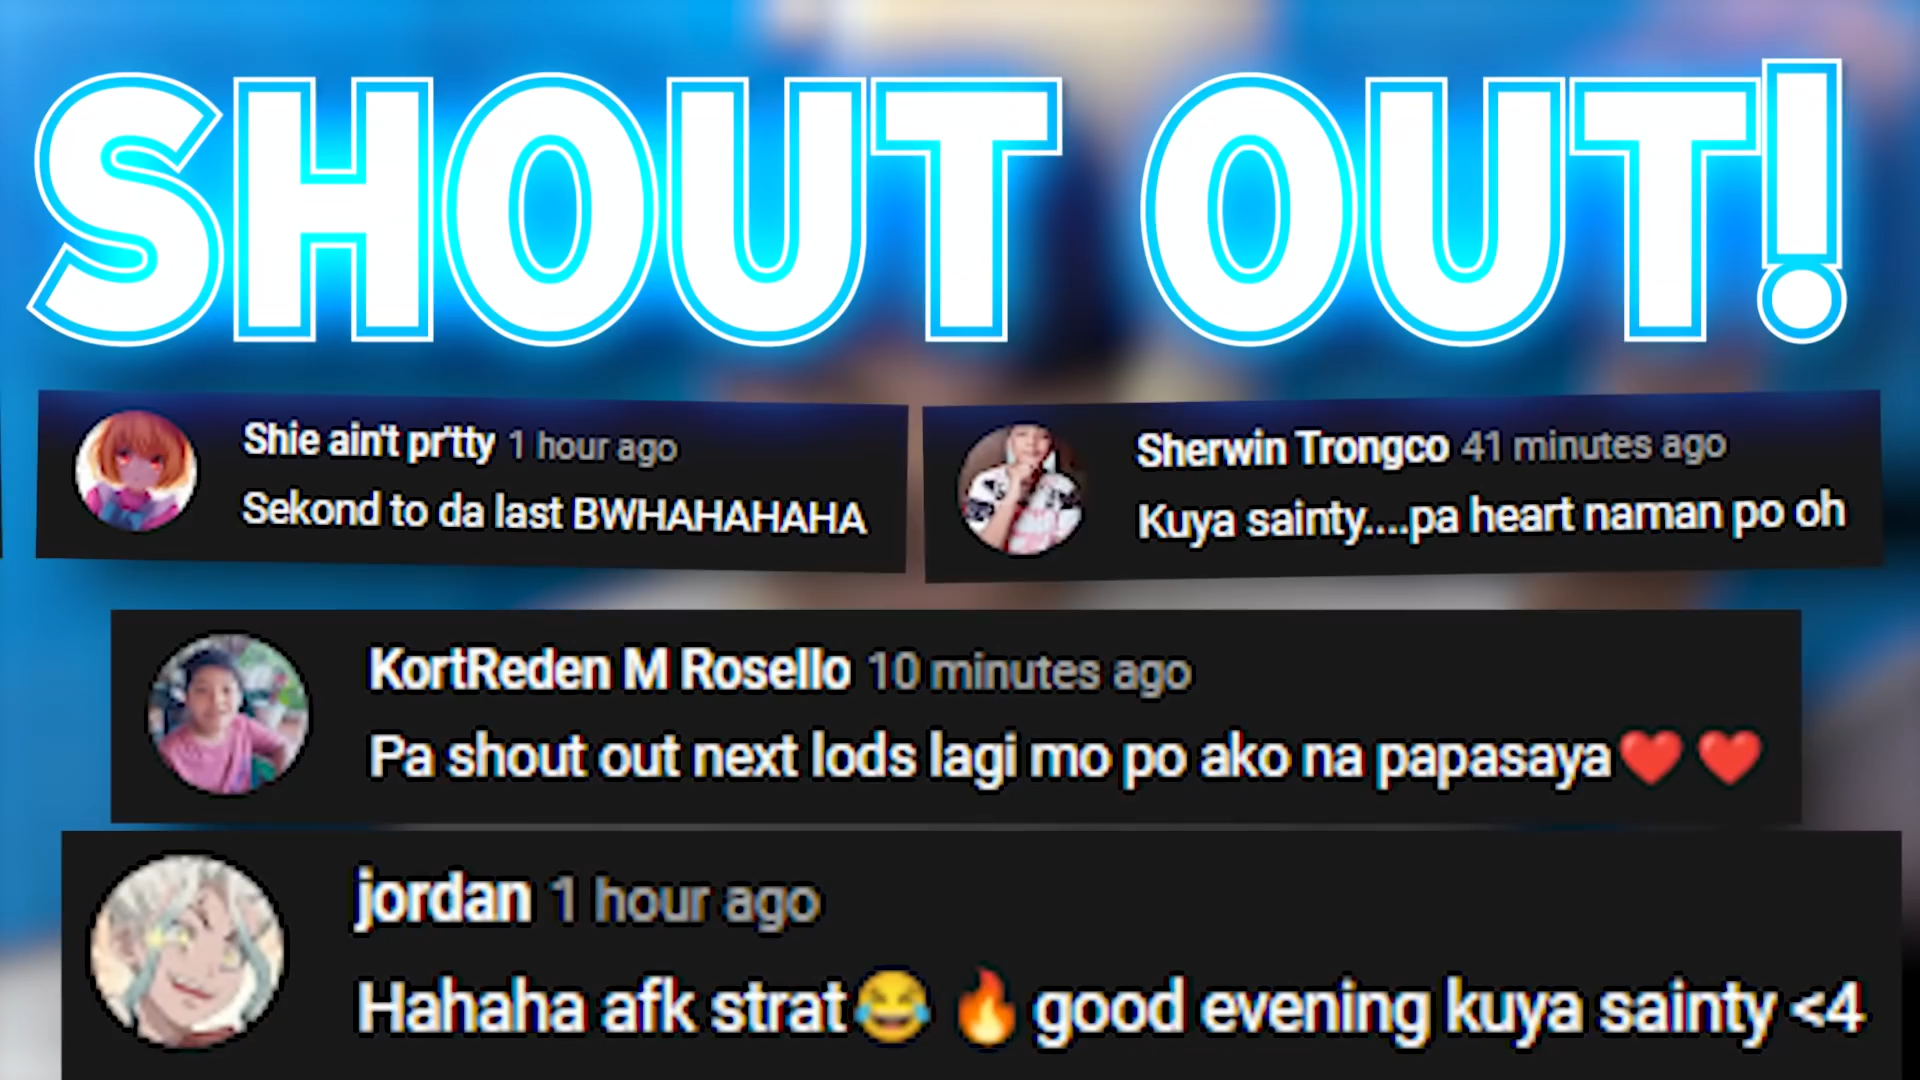 SHOUT OUT!
Shie ain't pr'tty 1 hour ago
Sekond to da last BWHAHAHAHA
Sherwin Trongco 41 minutes ago
Kuya sainty....pa heart naman po oh
KortReden M Rosello 10 minutes ago
Pa shout out next lods lagi mo po ako na papasaya❤️❤️
jordan 1 hour ago
Hahaha afk strat😂🔥good evening kuya sainty <4